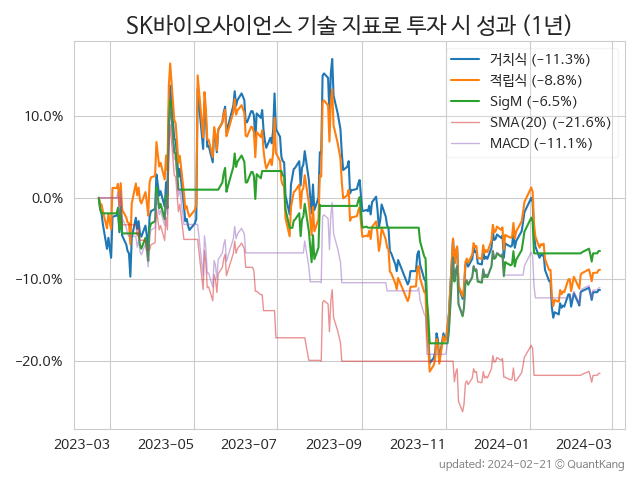 SK바이오사이언스 기술 지표로 투자 시 성과 (1년)
거치식 (−11.3%)
적립식 (−8.8%)
SigM (−6.5%)
SMA(20) (−21.6%)
MACD (−11.1%)
10.0%
0.0%
−10.0%
−20.0%
2023-03 2023-05 2023-07 2023-09 2023-11 2024-01 2024-03
updated: 2024-02-21 © QuantKang